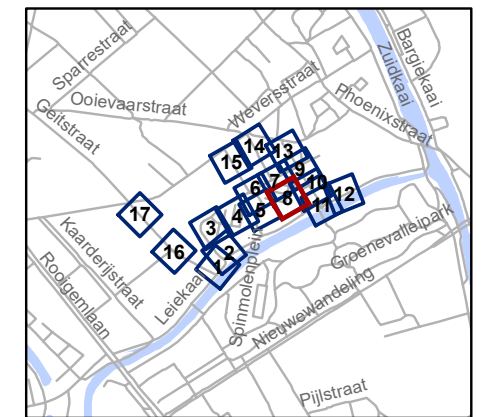 Sparrestraat
Bargiekaai
Zuidkaai
Weversstraat
Geitstraat
Ooievaarstraat
Phoenixstraat
14
13
15
9
7
10
6
12
17
8
11
5
4
3
Kaarderijstraat
16
2
Groenevalleipark
1
Rooigemlaan
Leiekaai
Spinmolenplein
Nieuwewandeling
Pijlstraat